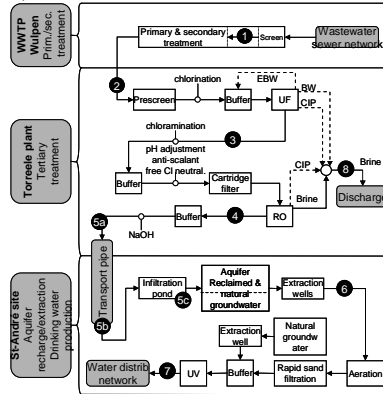 WWTP
Wulpen
Prim./sec.
treatment
Primary & secondary
treatment
1
Screen
Wastewater
sewer network
Torreele plant
Tertiary
treatment
2
chlorination
EBW
BW
CIP
Prescreen
Buffer
UF
chloramination
3
pH adjustment
anti-scalant
free Cl neutral.
CIP
8
Brine
Buffer
Cartridge
filter
Brine
Discharge
5a
Buffer
4
RO
NaOH
Transport pipe
St-André site
Aquifer
recharge/extraction
Drinking water
production
5b
Infiltration
pond
5c
Aquifer
Reclaimed &
natural
groundwater
Extraction
wells
6
Extraction
well
Natural
groundw
ater
Water distrib
network
7
UV
Buffer
Rapid sand
filtration
Aeration